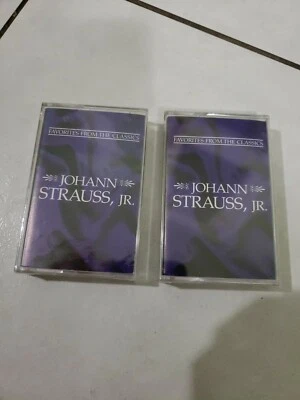 FAVORITES FROM THE CLASSICS
JOHANN
STRAUSS, JR.
FAVORITES FROM THE CLASSICS
JOHANN
STRAUSS, JR.